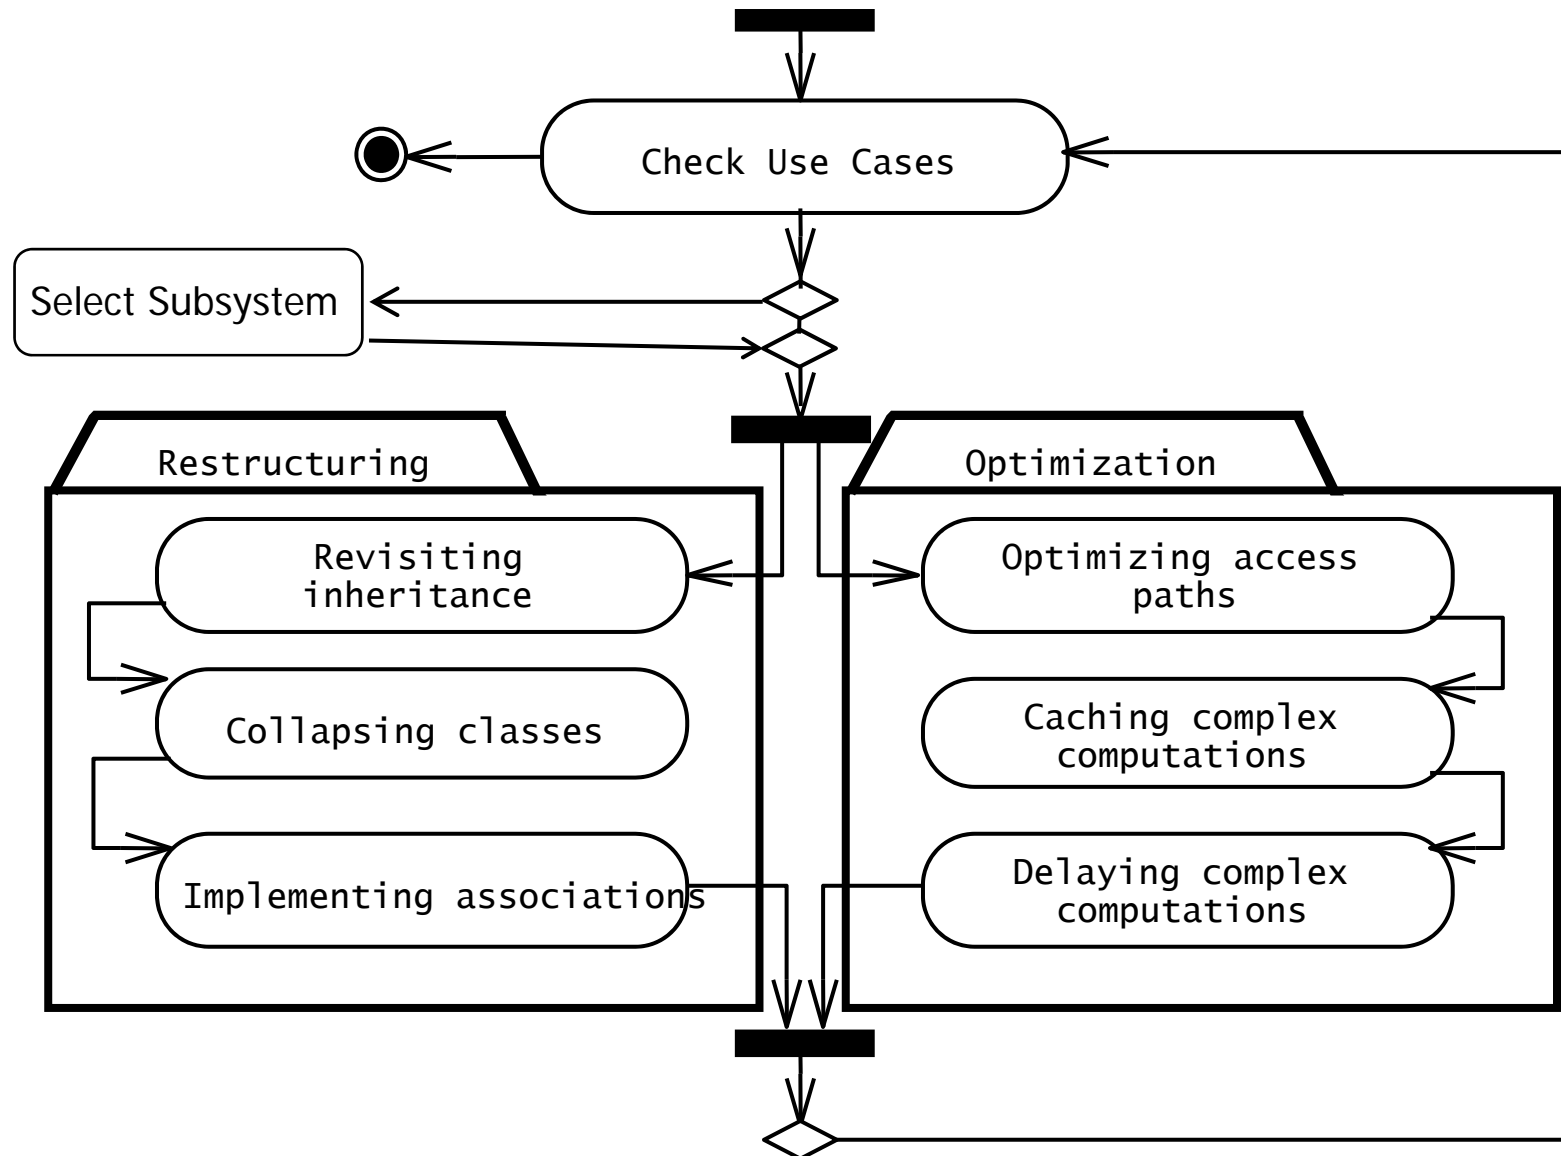 Check Use Cases
Select Subsystem
Restructuring
Optimization
Revisiting
inheritance
Optimizing access
paths
Collapsing classes
Caching complex
computations
Implementing associations
Delaying complex
computations